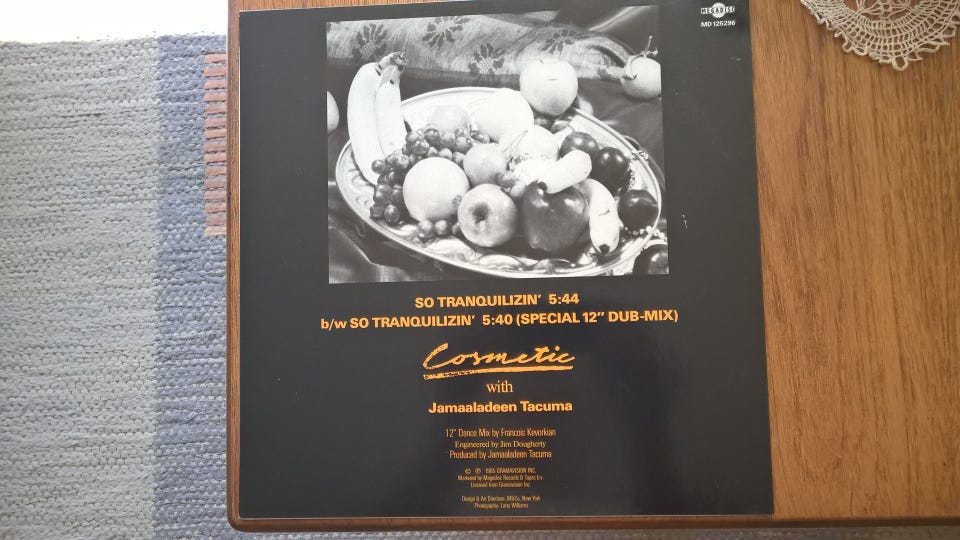 MEGADISC
MD 125296
SO TRANQUILIZIN' 5:44
b/w SO TRANQUILIZIN' 5:40 (SPECIAL 12" DUB-MIX)
Cosmetic
with
Jamaaladeen Tacuma
12" Dance Mix by Francois Kevorkian
Engineered by Jim Dougherty
Produced by Jamaaladeen Tacuma
© ℗ 1985 GRAMAVISION INC.
Marketed by Megadisc Records & Tapes b.v.
Licensed from Gramavision Inc.
Design & Art Direction: M&Co. New York
Photography: Larry Williams